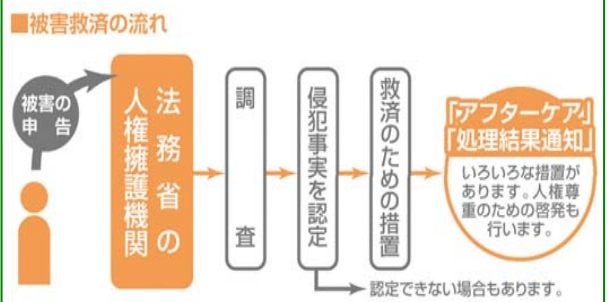 ■被害救済の流れ
被害の
申告
法務省の
人権擁護機関
調査
侵犯事実を認定
救済のための措置
「アフターケア」
「処理結果通知」
いろいろな措置が
あります。人権尊
重のための啓発も
行います。
認定できない場合もあります。